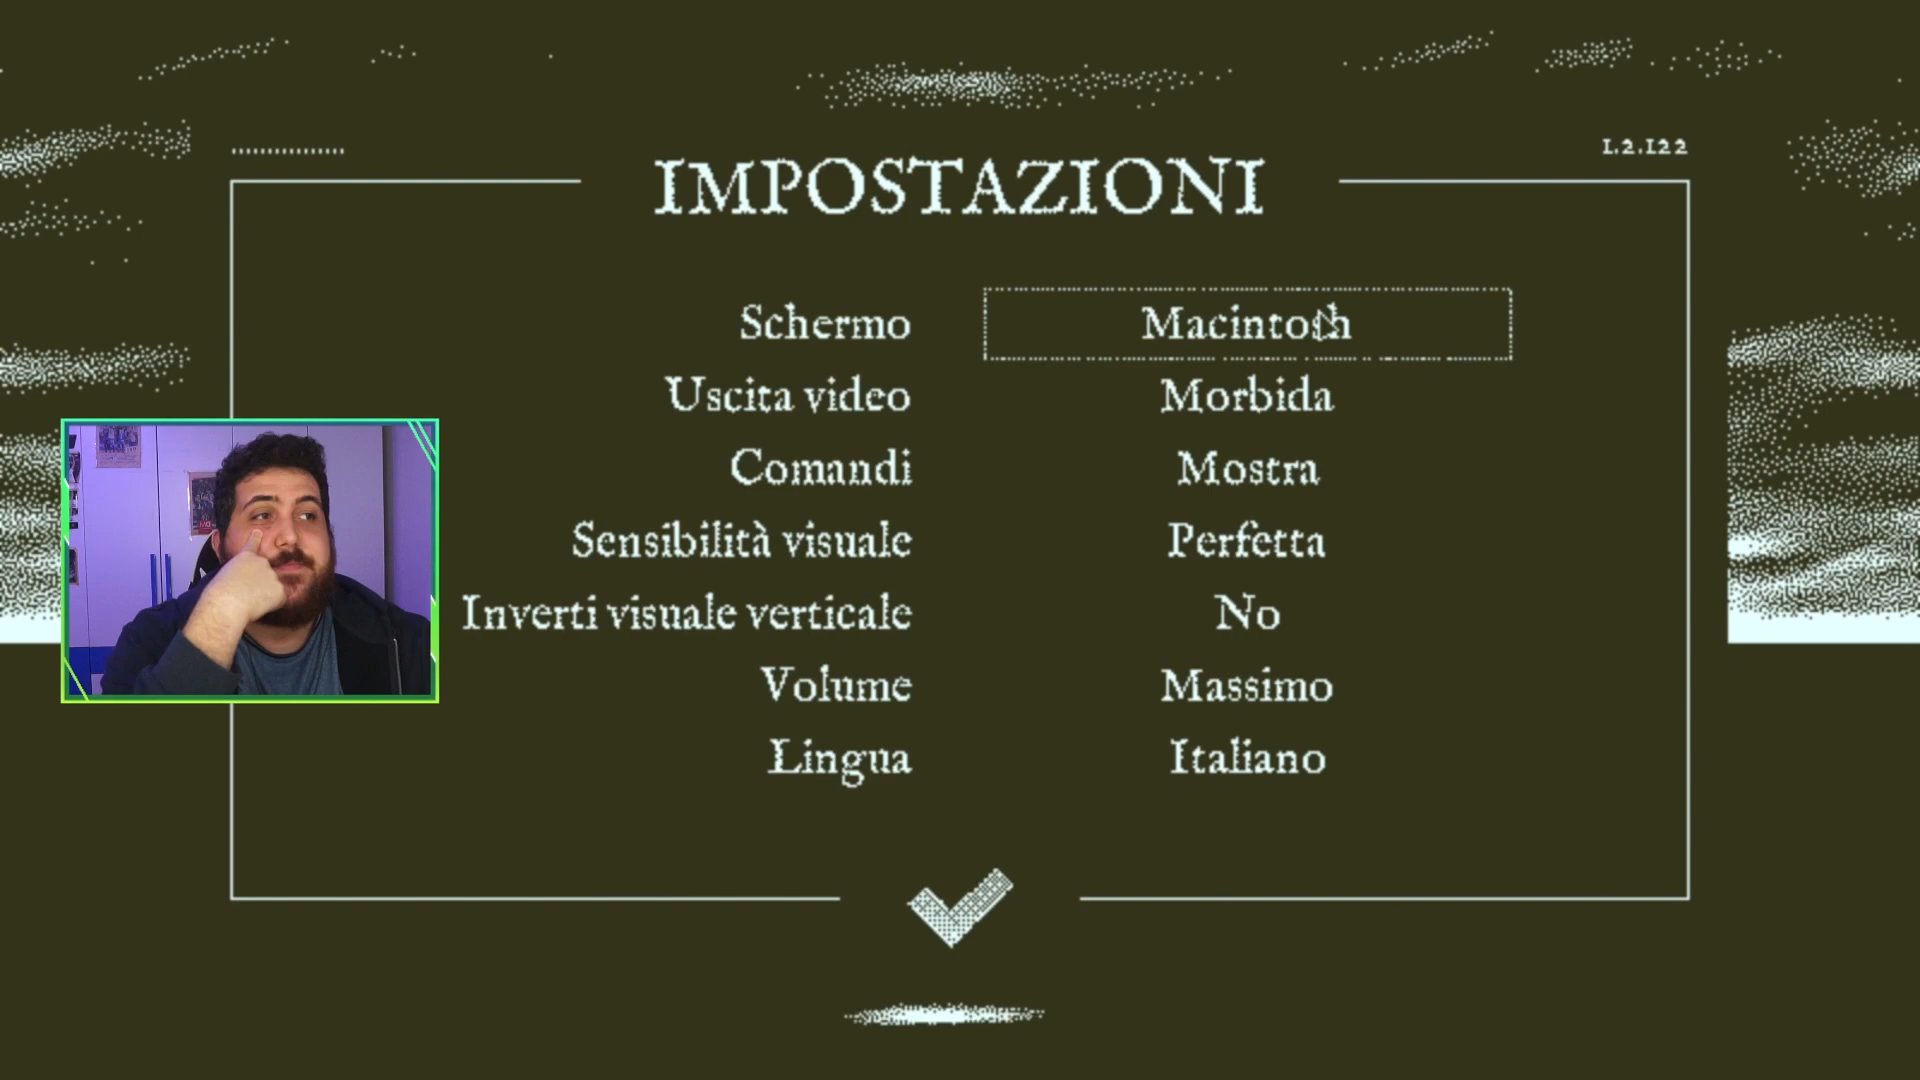 1.2.122
IMPOSTAZIONI
Schermo Macintosh
Uscita video Morbida
Comandi Mostra
Sensibilità visuale Perfetta
Inverti visuale verticale No
Volume Massimo
Lingua Italiano